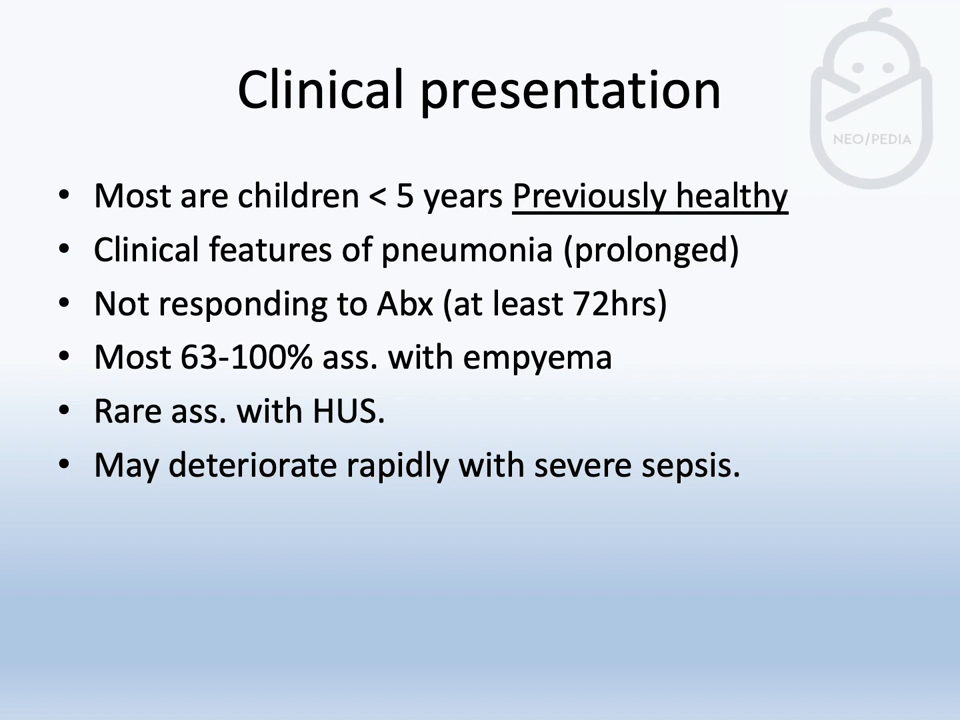 Clinical presentation
NEO/PEDIA
• Most are children < 5 years Previously healthy
• Clinical features of pneumonia (prolonged)
• Not responding to Abx (at least 72hrs)
• Most 63-100% ass. with empyema
• Rare ass. with HUS.
• May deteriorate rapidly with severe sepsis.